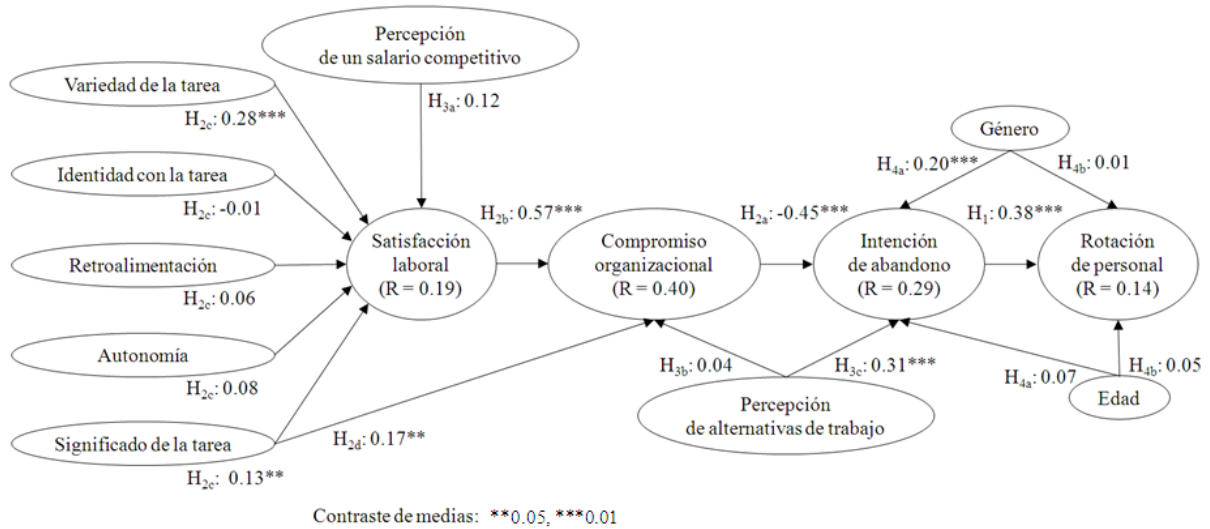 Percepción
de un salario competitivo
H3a: 0.12
Variedad de la tarea
H2c: 0.28***
Identidad con la tarea
H2c: -0.01
Retroalimentación
H2c: 0.06
Autonomía
H2c: 0.08
Significado de la tarea
H2c: 0.13**
H2d: 0.17**
Satisfacción
laboral
(R = 0.19)
H2b: 0.57***
Compromiso
organizacional
(R = 0.40)
H2a: -0.45***
Intención
de abandono
(R = 0.29)
H1: 0.38***
Rotación
de personal
(R = 0.14)
Género
H4a: 0.20***
H4b: 0.01
H3b: 0.04
H3c: 0.31***
Percepción
de alternativas de trabajo
H4a: 0.07
H4b: 0.05
Edad
Contraste de medias: **0.05, ***0.01